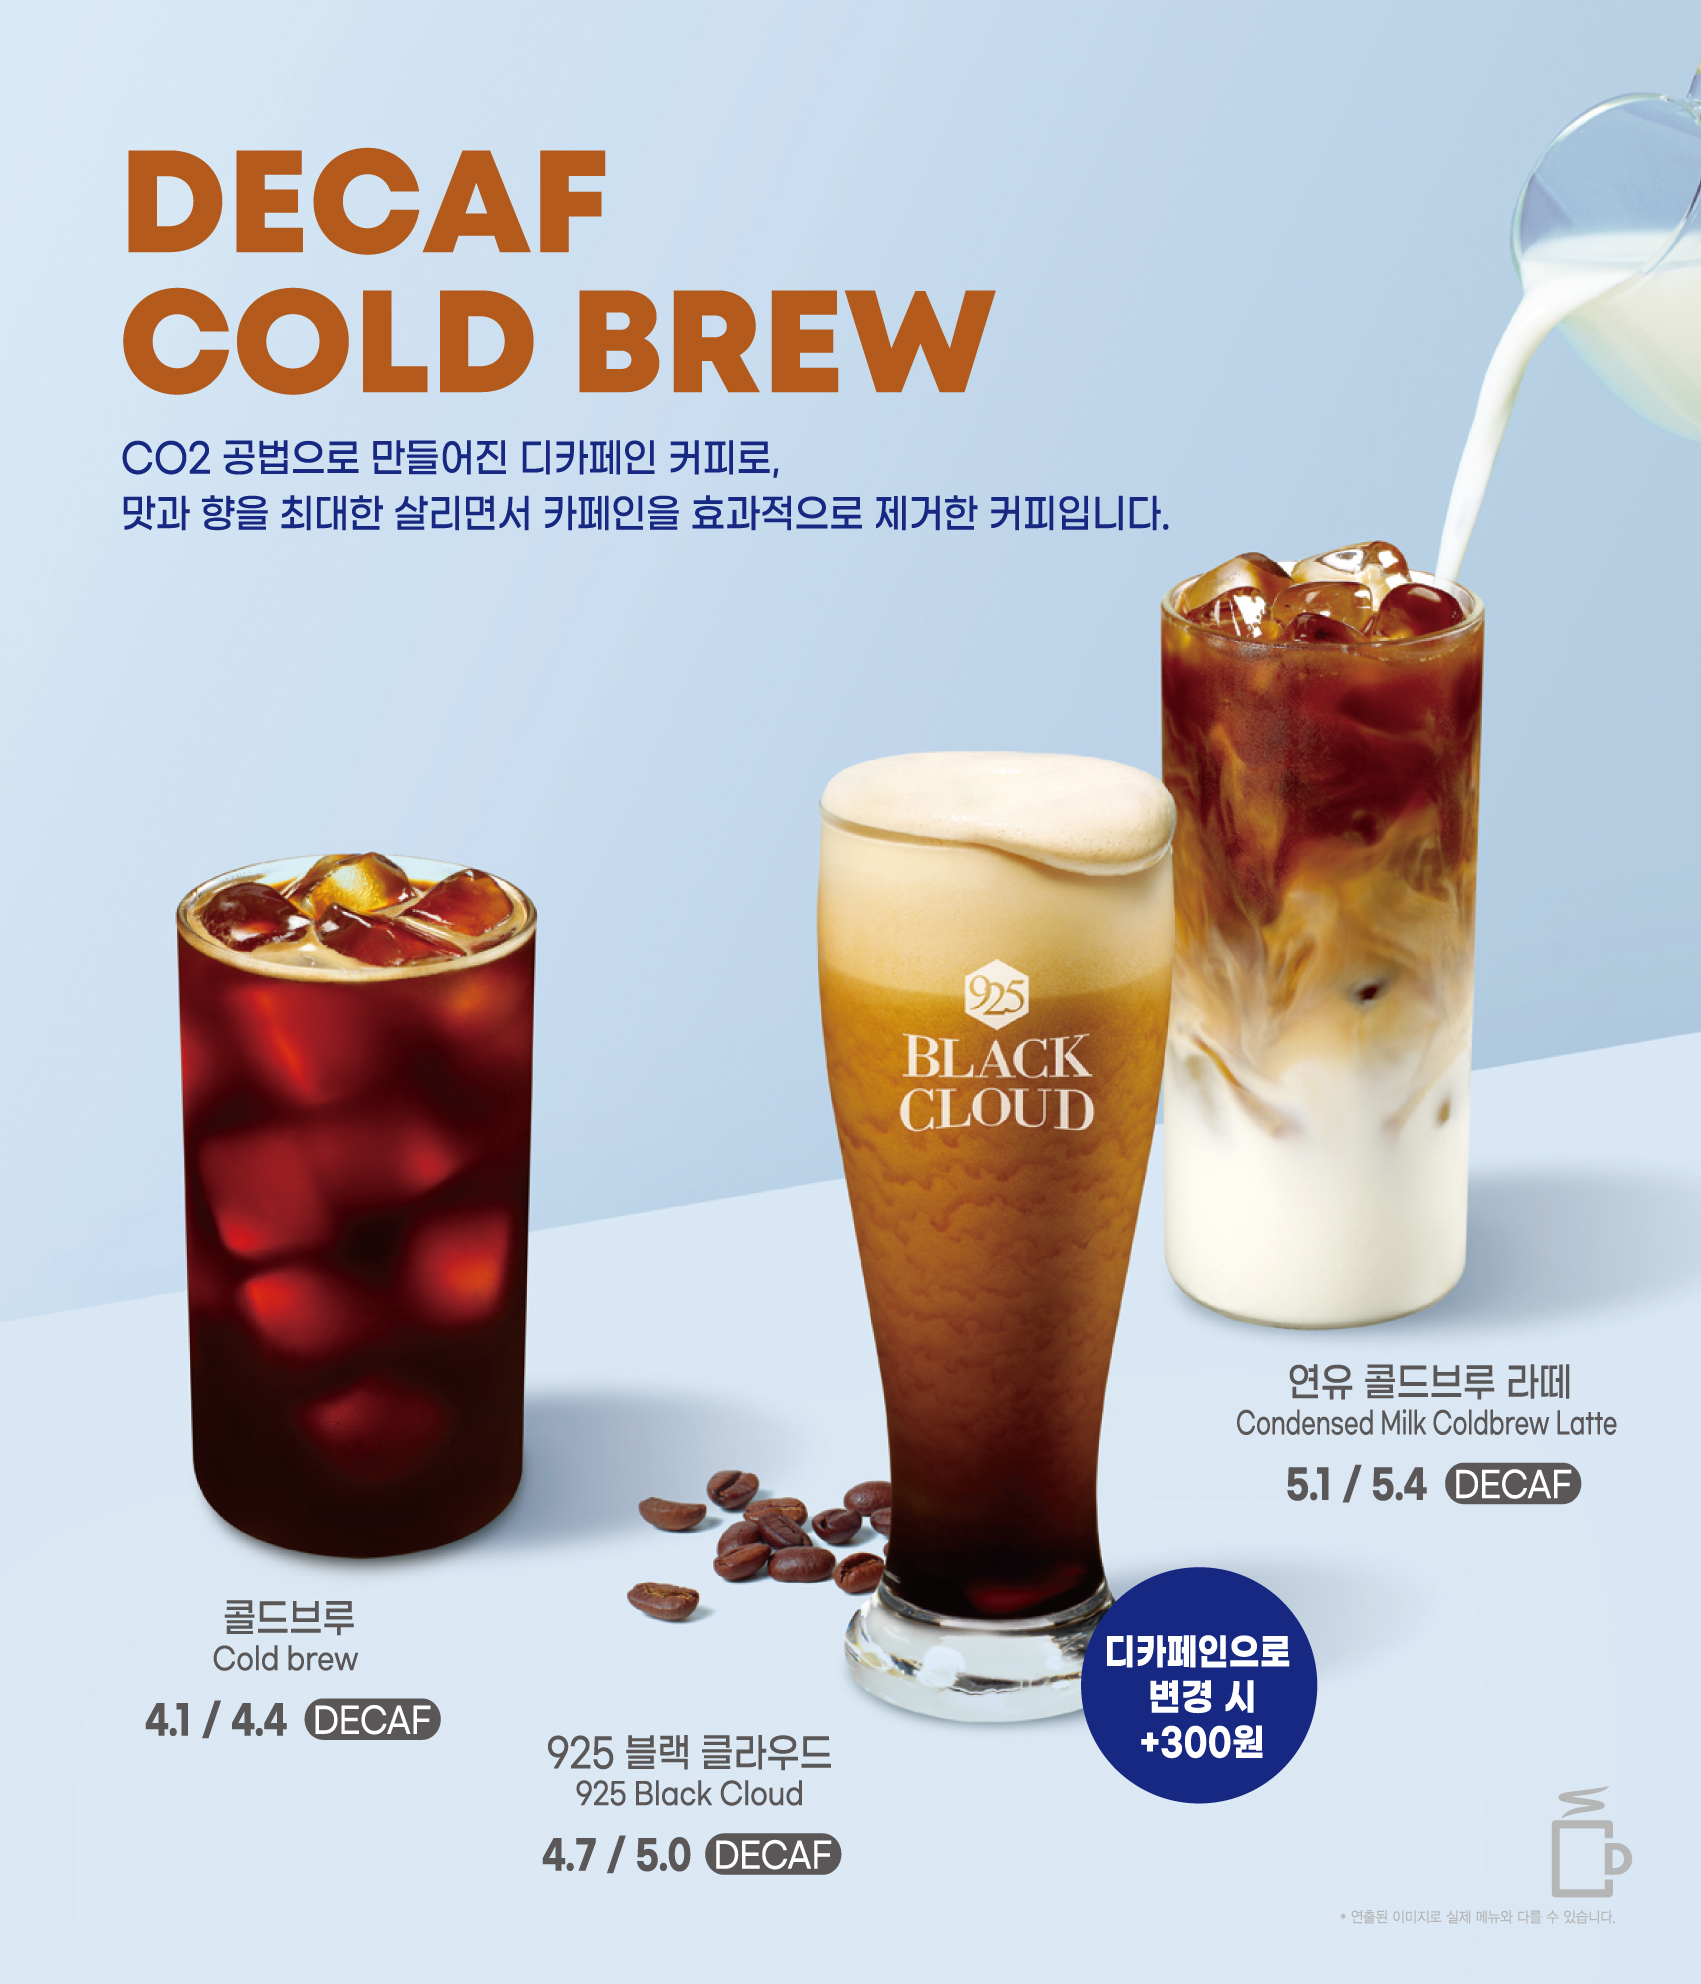 DECAF
COLD BREW
CO2 공법으로 만들어진 디카페인 커피로,
맛과 향을 최대한 살리면서 카페인을 효과적으로 제거한 커피입니다.
925
BLACK
CLOUD
연유 콜드브루 라떼
Condensed Milk Coldbrew Latte
5.1 / 5.4 DECAF
콜드브루
Cold brew
4.1 / 4.4 DECAF
925 블랙 클라우드
925 Black Cloud
4.7 / 5.0 DECAF
디카페인으로
변경 시
+300원
* 연출된 이미지로 실제 메뉴와 다를 수 있습니다.